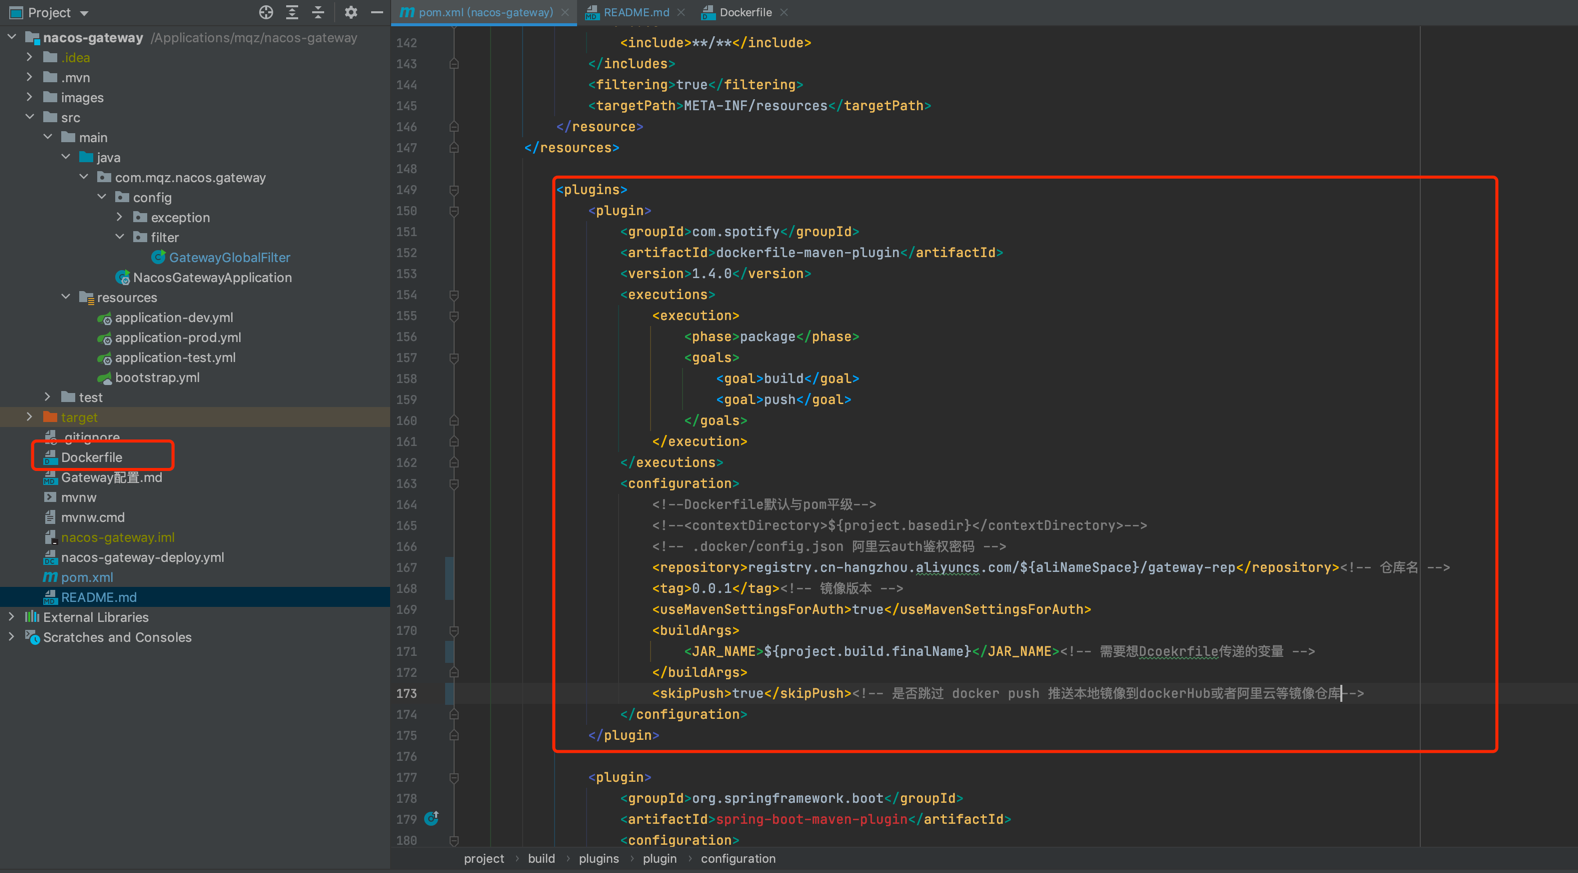 Project
nacos-gateway /Applications/mqz/nacos-gateway
.idea
.mvn
images
src
main
java
com.mqz.nacos.gateway
config
exception
filter
GatewayGlobalFilter
NacosGatewayApplication
resources
application-dev.yml
application-prod.yml
application-test.yml
bootstrap.yml
test
target
.gitignore
Dockerfile
Gateway配置.md
mvnw
mvnw.cmd
nacos-gateway.iml
nacos-gateway-deploy.yml
pom.xml
README.md
External Libraries
Scratches and Consoles
pom.xml (nacos-gateway)
README.md
Dockerfile
142 <include>**/**</include>
143 </includes>
144 <filtering>true</filtering>
145 <targetPath>META-INF/resources</targetPath>
146 </resource>
147 </resources>
148
149 <plugins>
150 <plugin>
151 <groupId>com.spotify</groupId>
152 <artifactId>dockerfile-maven-plugin</artifactId>
153 <version>1.4.0</version>
154 <executions>
155 <execution>
156 <phase>package</phase>
157 <goals>
158 <goal>build</goal>
159 <goal>push</goal>
160 </goals>
161 </execution>
162 </executions>
163 <configuration>
164 <!--Dockerfile默认与pom平级-->
165 <!--<contextDirectory>${project.basedir}</contextDirectory>-->
166 <!-- .docker/config.json 阿里云auth鉴权密码 -->
167 <repository>registry.cn-hangzhou.aliyuncs.com/${aliNameSpace}/gateway-rep</repository><!-- 仓库名 -->
168 <tag>0.0.1</tag><!-- 镜像版本 -->
169 <useMavenSettingsForAuth>true</useMavenSettingsForAuth>
170 <buildArgs>
171 <JAR_NAME>${project.build.finalName}</JAR_NAME><!-- 需要想Dcoekrfile传递的变量 -->
172 </buildArgs>
173 <skipPush>true</skipPush><!-- 是否跳过 docker push 推送本地镜像到dockerHub或者阿里云等镜像仓库-->
174 </configuration>
175 </plugin>
176
177 <plugin>
178 <groupId>org.springframework.boot</groupId>
179 <artifactId>spring-boot-maven-plugin</artifactId>
180 <configuration>
project › build › plugins › plugin › configuration